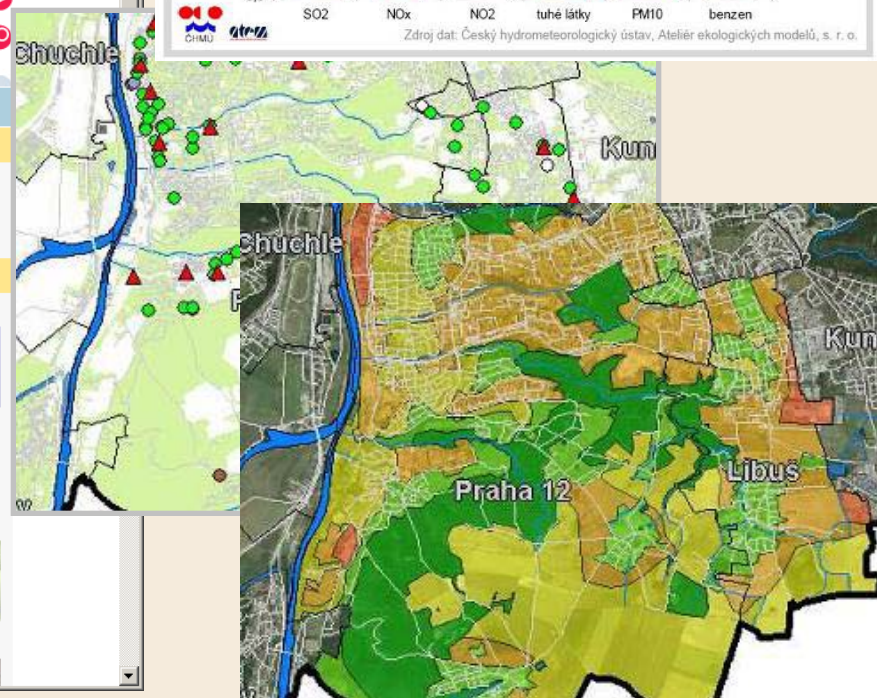 SO2 NOx NO2 tuhé látky PM10 benzen
ČHMÚ atem Zdroj dat: Český hydrometeorologický ústav, Ateliér ekologických modelů, s. r. o.
Chuchle
Kun
Chuchle
Kun
P
Praha 12
Libuš